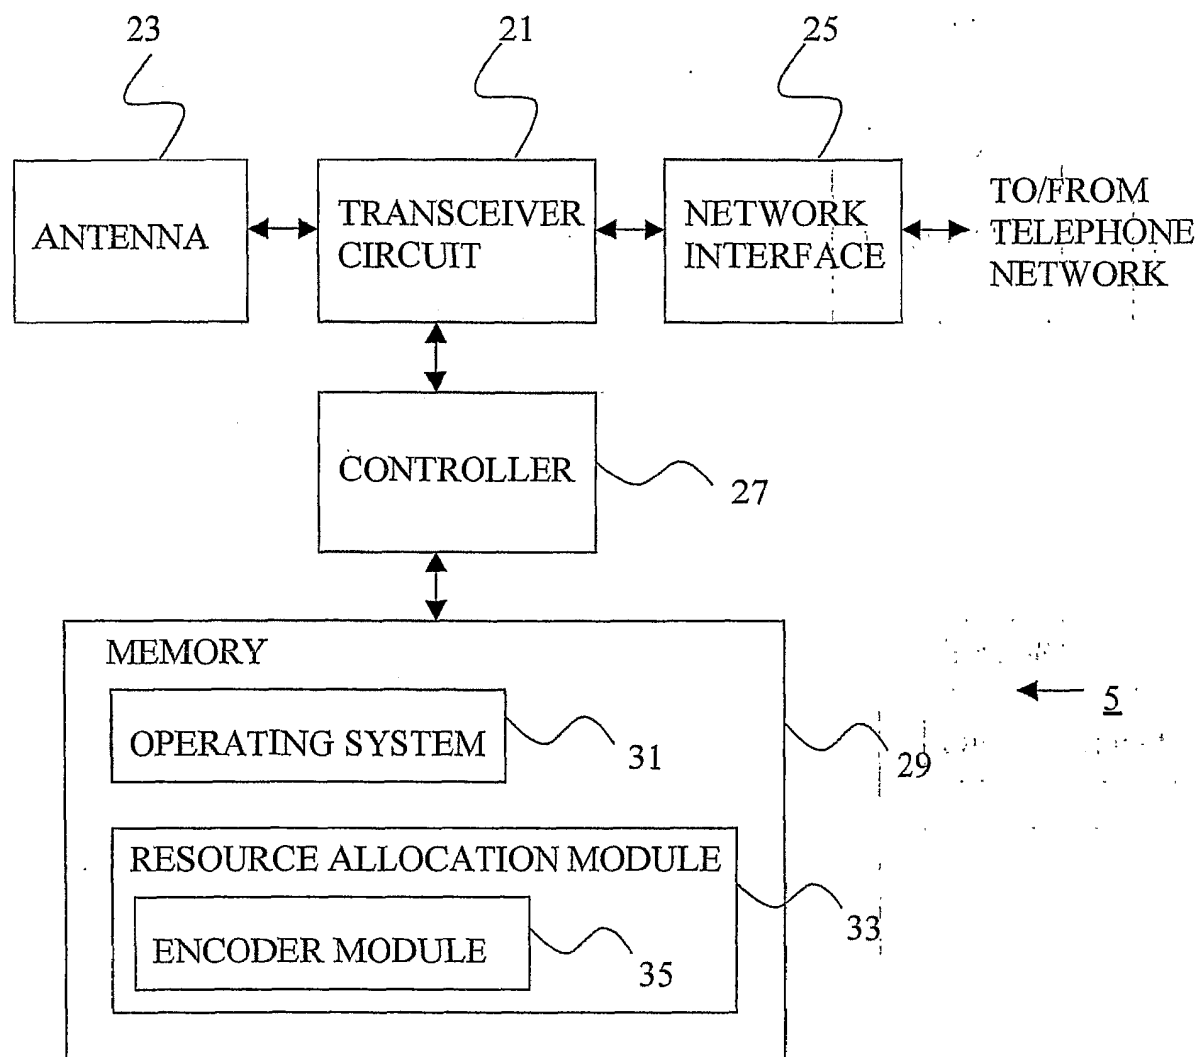 23
21
25
ANTENNA
TRANSCEIVER
CIRCUIT
NETWORK
INTERFACE
TO/FROM
TELEPHONE
NETWORK
CONTROLLER
27
MEMORY
OPERATING SYSTEM
31
29
5
RESOURCE ALLOCATION MODULE
33
ENCODER MODULE
35